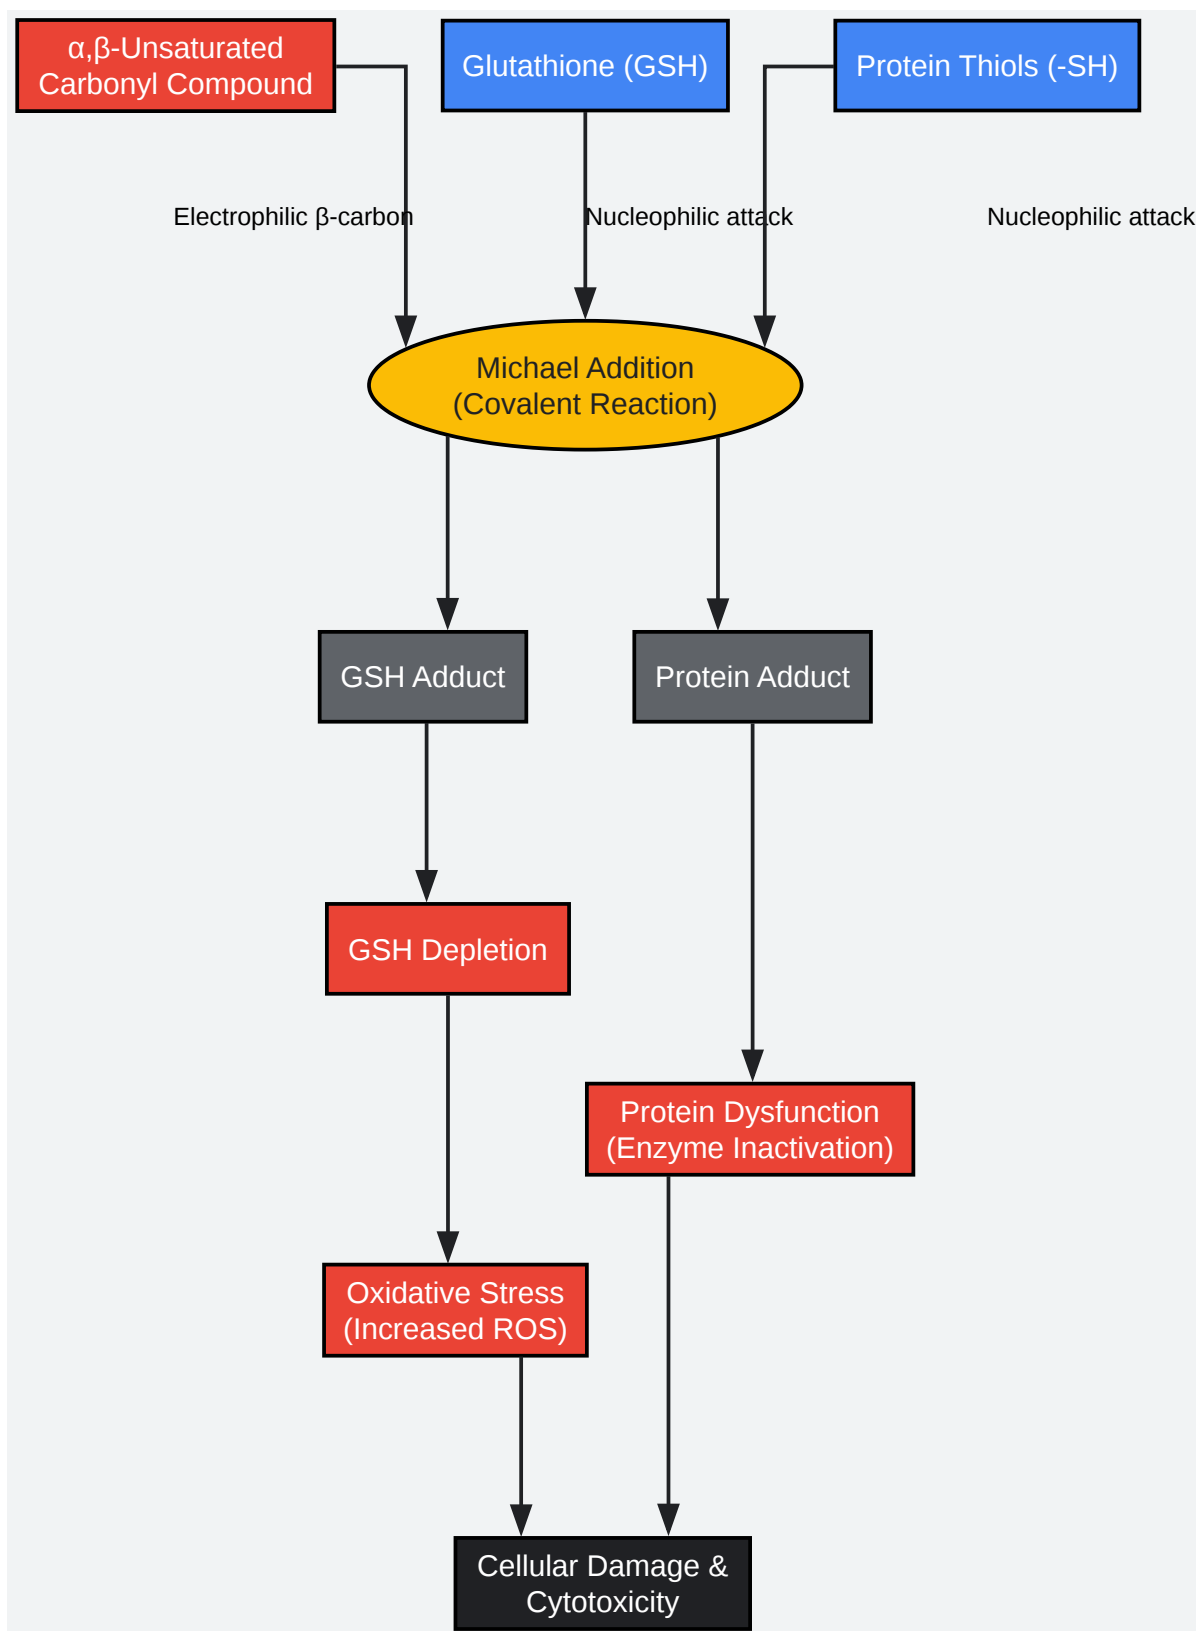 α,β-Unsaturated
Carbonyl Compound
Glutathione (GSH)
Protein Thiols (-SH)
Electrophilic β-carbon
Nucleophilic attack
Nucleophilic attack
Michael Addition
(Covalent Reaction)
GSH Adduct
Protein Adduct
GSH Depletion
Protein Dysfunction
(Enzyme Inactivation)
Oxidative Stress
(Increased ROS)
Cellular Damage &
Cytotoxicity